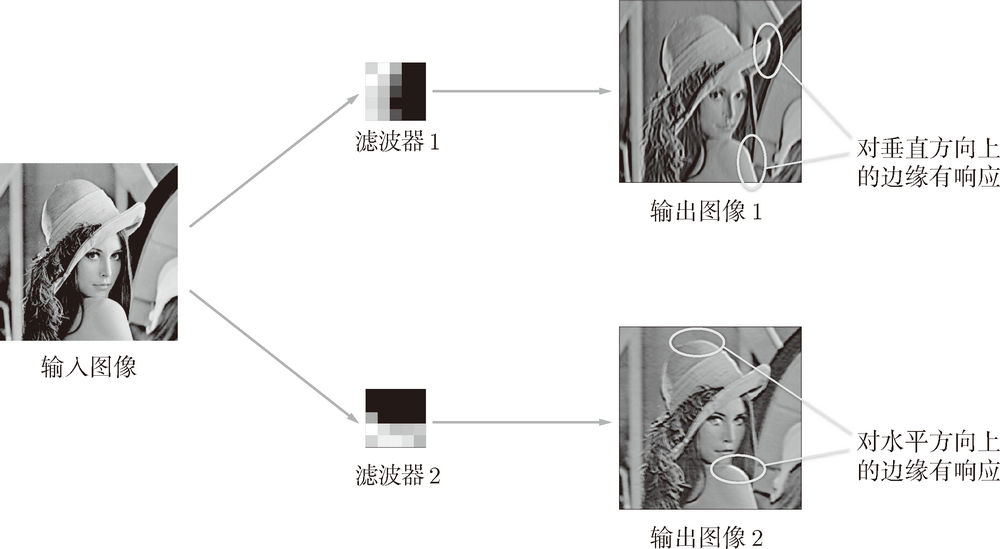 滤波器 1
对垂直方向上
的边缘有响应
输出图像 1
输入图像
滤波器 2
对水平方向上
的边缘有响应
输出图像 2